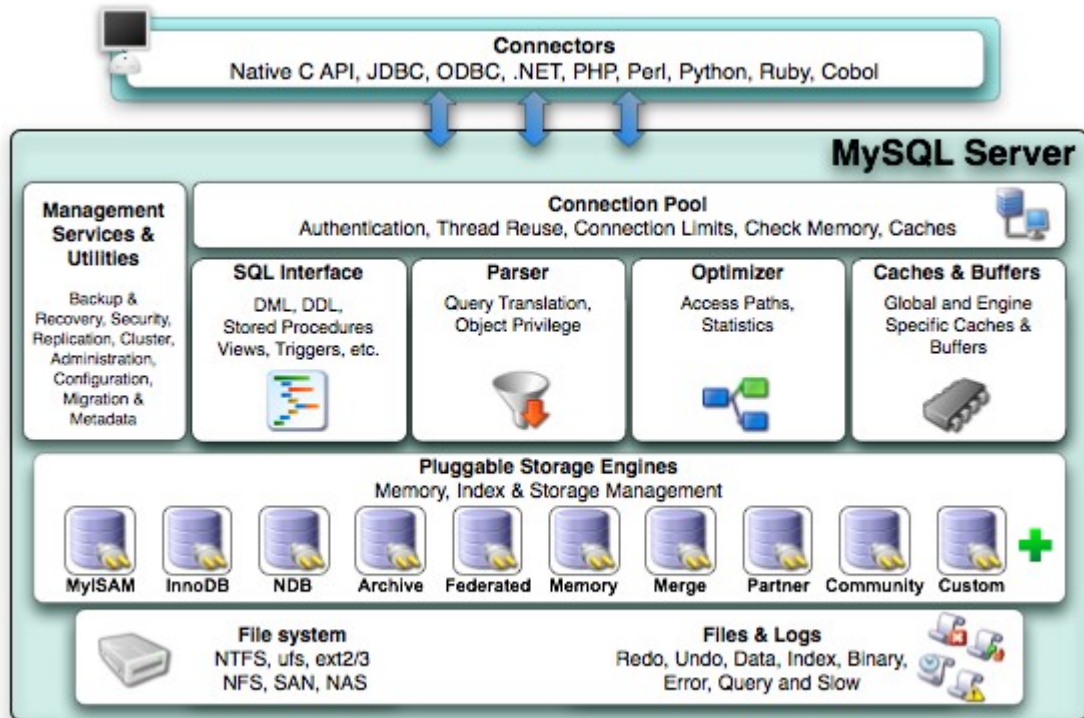 Connectors
Native C API, JDBC, ODBC, .NET, PHP, Perl, Python, Ruby, Cobol
MySQL Server
Management
Services &
Utilities
Backup &
Recovery, Security,
Replication, Cluster,
Administration,
Configuration,
Migration &
Metadata
Connection Pool
Authentication, Thread Reuse, Connection Limits, Check Memory, Caches
SQL Interface
DML, DDL,
Stored Procedures
Views, Triggers, etc.
Parser
Query Translation,
Object Privilege
Optimizer
Access Paths,
Statistics
Caches & Buffers
Global and Engine
Specific Caches &
Buffers
Pluggable Storage Engines
Memory, Index & Storage Management
MyISAM
InnoDB
NDB
Archive
Federated
Memory
Merge
Partner
Community
Custom
File system
NTFS, ufs, ext2/3
NFS, SAN, NAS
Files & Logs
Redo, Undo, Data, Index, Binary,
Error, Query and Slow